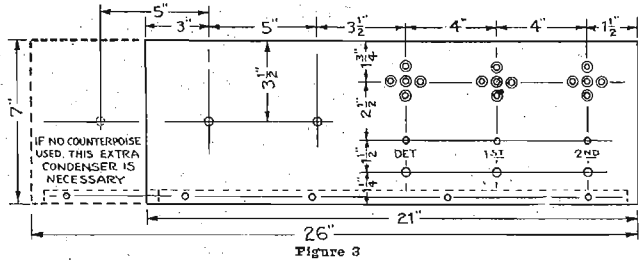 5"
3" 5" 3 1/2" 4" 4" 1 1/2"
7"
3 1/2"
1 3/4"
2 1/2"
1 1/2"
1/4"
IF NO COUNTERPOISE
USED, THIS EXTRA
CONDENSER IS
NECESSARY
DET 1ST 2ND
21"
26"
Figure 3